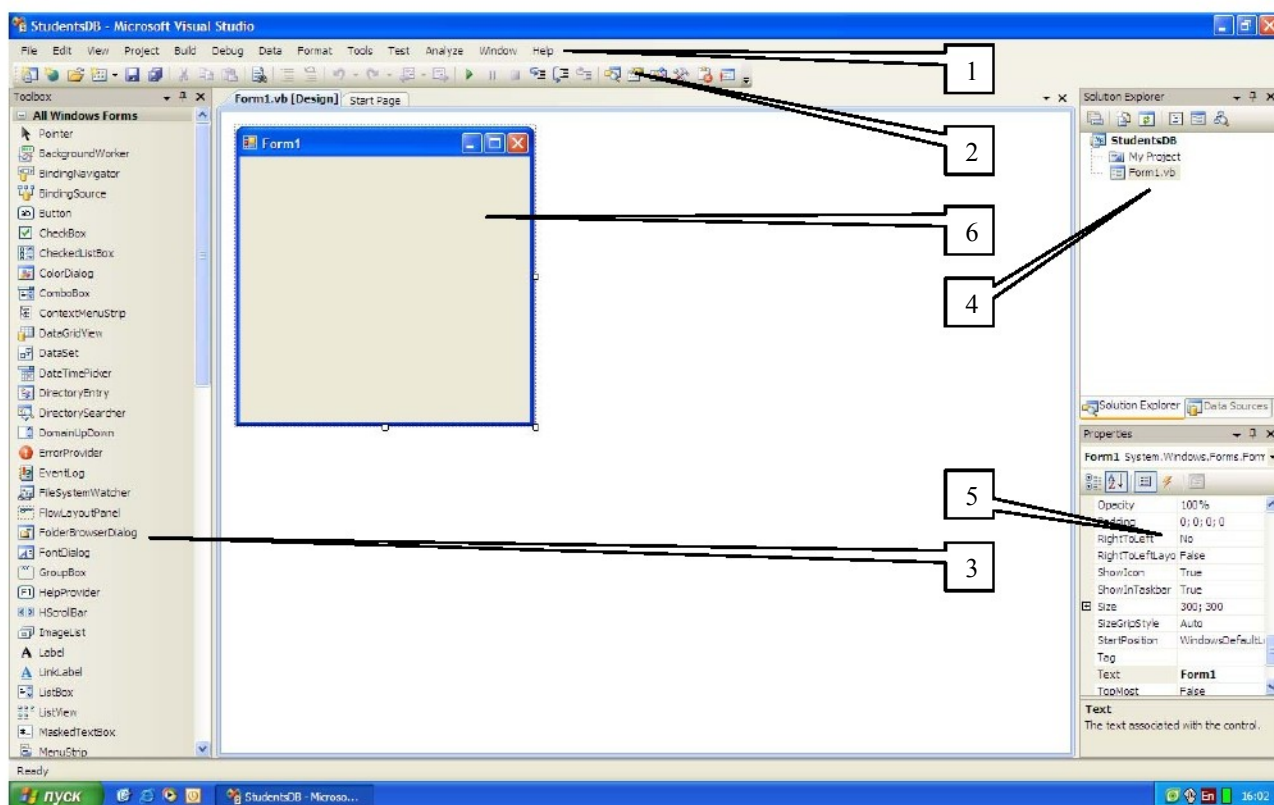 StudentsDB - Microsoft Visual Studio
File Edit View Project Build Debug Data Format Tools Test Analyze Window Help
1
2
6
4
5
3
Toolbox
All Windows Forms
Pointer
BackgroundWorker
BindingNavigator
BindingSource
Button
CheckBox
CheckedListBox
ColorDialog
ComboBox
ContextMenuStrip
DataGridView
DataSet
DateTimePicker
DirectoryEntry
DirectorySearcher
DomainUpDown
ErrorProvider
EventLog
FileSystemWatcher
FlowLayoutPanel
FolderBrowserDialog
FontDialog
GroupBox
HelpProvider
HScrollBar
ImageList
Label
LinkLabel
ListBox
ListView
MaskedTextBox
MenuStrip
Form1.vb [Design] Start Page
Form1
Solution Explorer
StudentsDB
My Project
Form1.vb
Solution Explorer Data Sources
Properties
Form1 System.Windows.Forms.Form
Opacity 100%
Padding 0; 0; 0; 0
RightToLeft No
RightToLeftLayo False
ShowIcon True
ShowInTaskbar True
Size 300; 300
SizeGripStyle Auto
StartPosition WindowsDefaultL
Tag
Text Form1
TopMost False
Text
The text associated with the control.
Ready
пуск StudentsDB - Microso... En 16:02